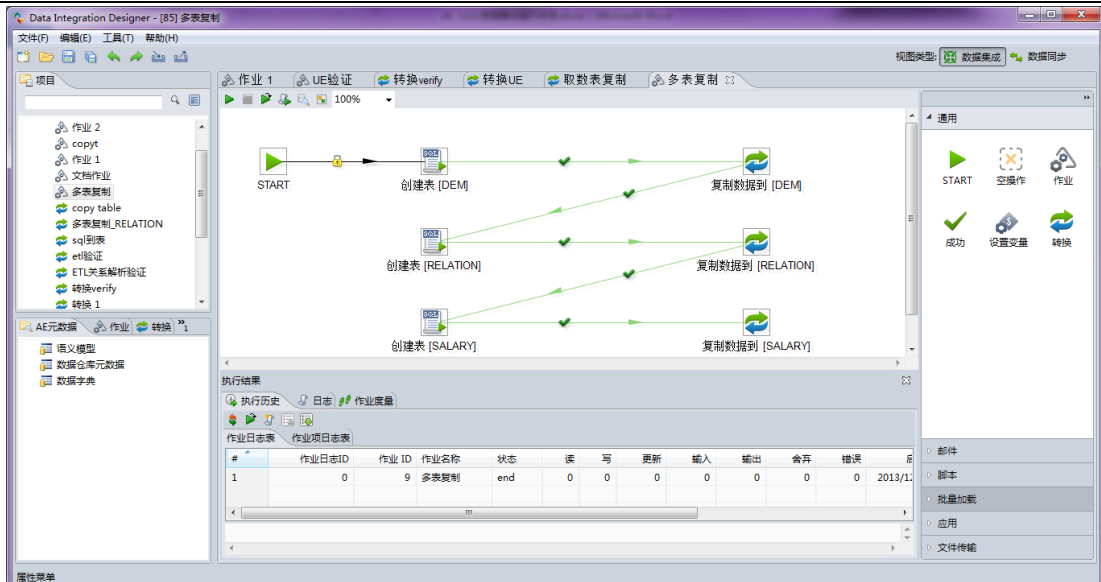 Data Integration Designer - [85] 多表复制
文件(F) 编辑(E) 工具(T) 帮助(H)
视图类型: 数据集成 数据同步
项目
作业 2
copyt
作业 1
文档作业
多表复制
copy table
多表复制_RELATION
sql到表
etl验证
ETL关系解析验证
转换verify
转换 1
AE元数据 作业 转换 »1
语义模型
数据仓库元数据
数据字典
作业 1 UE验证 转换verify 转换UE 取数表复制 多表复制
100%
START
SQL
创建表 [DEM]
复制数据到 [DEM]
SQL
创建表 [RELATION]
复制数据到 [RELATION]
SQL
创建表 [SALARY]
复制数据到 [SALARY]
执行结果
执行历史 日志 作业度量
作业日志表 作业项日志表
# 作业日志ID 作业 ID 作业名称 状态 读 写 更新 输入 输出 舍弃 错误
1 0 9 多表复制 end 0 0 0 0 0 0 0 2013/12
通用
START 空操作 作业
成功 设置变量 转换
邮件
脚本
批量加载
应用
文件传输
属性菜单